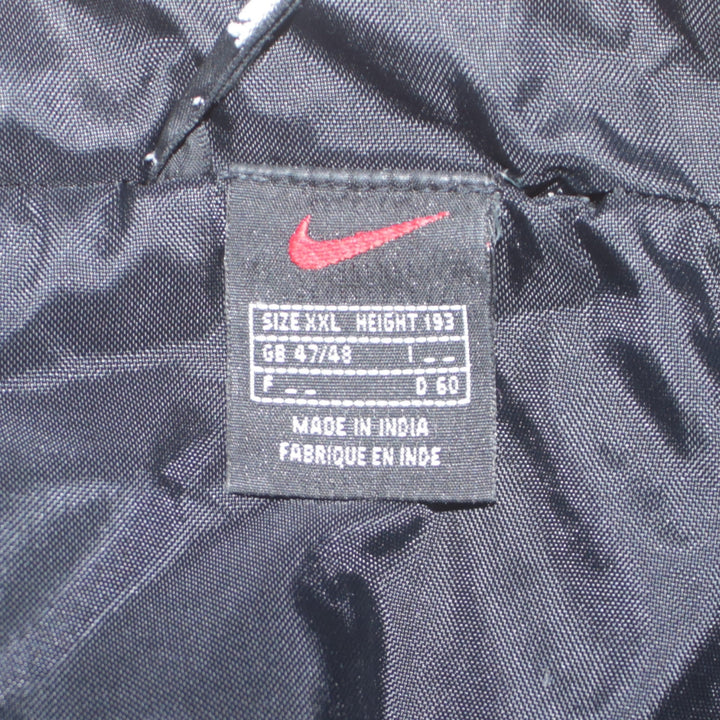 SIZE XXL HEIGHT 193
GB 47/48 I _ _
F _ _ D 60
MADE IN INDIA
FABRIQUE EN INDE